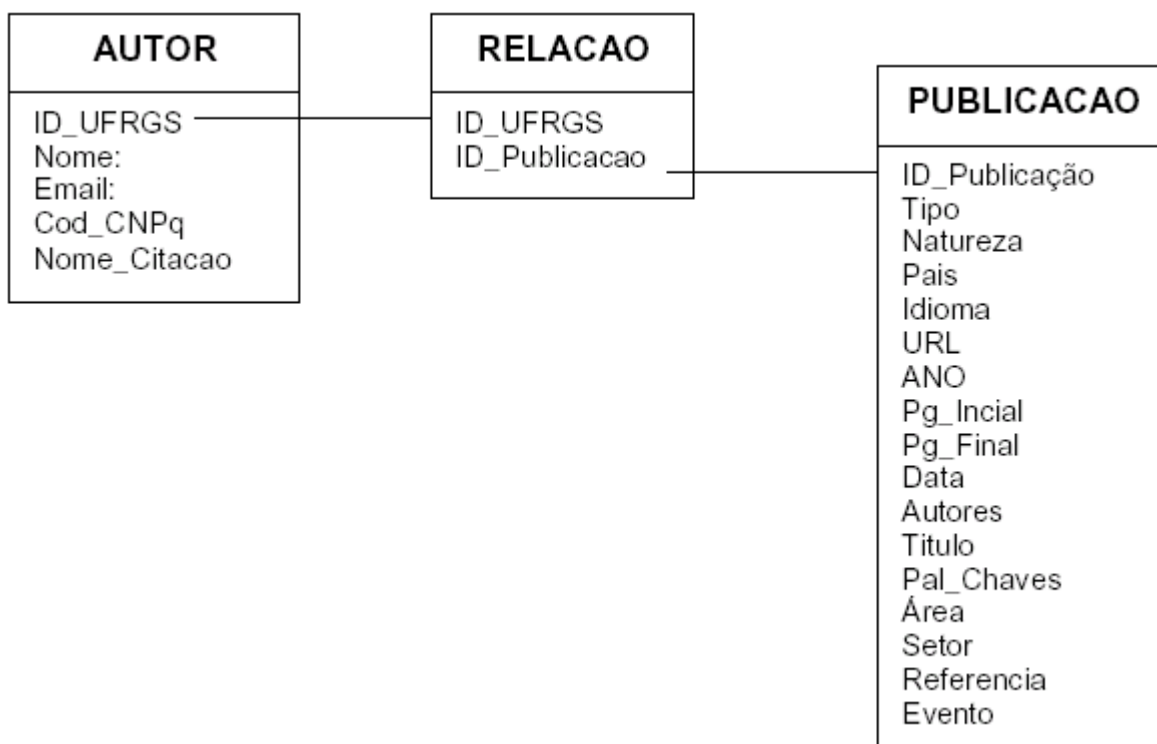 AUTOR
ID_UFRGS
Nome:
Email:
Cod_CNPq
Nome_Citacao
RELACAO
ID_UFRGS
ID_Publicacao
PUBLICACAO
ID_Publicação
Tipo
Natureza
Pais
Idioma
URL
ANO
Pg_Incial
Pg_Final
Data
Autores
Titulo
Pal_Chaves
Área
Setor
Referencia
Evento